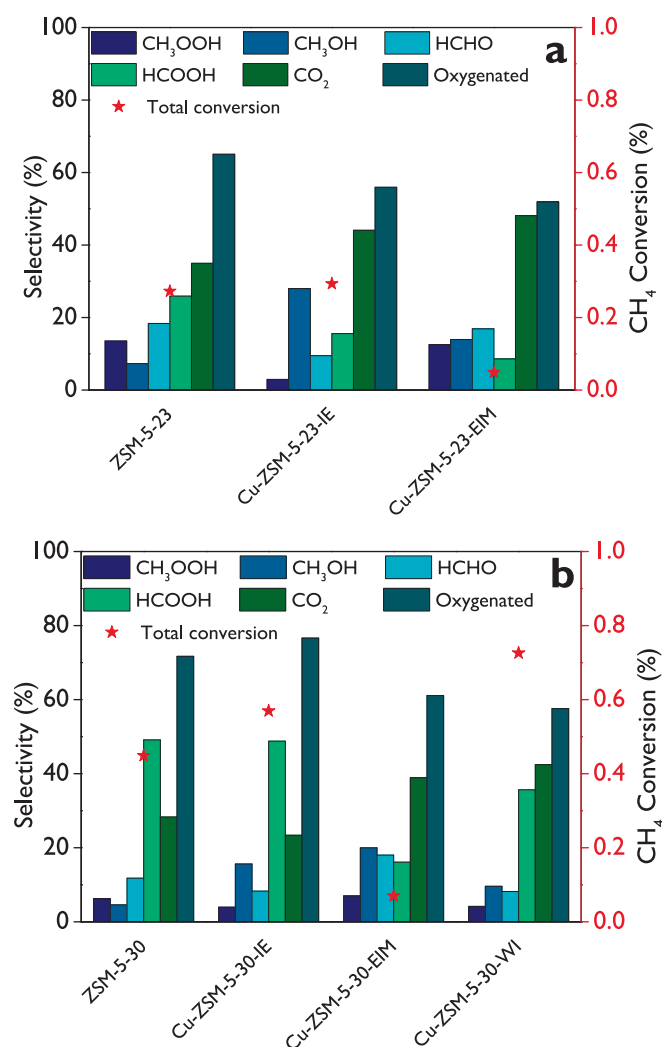 a
CH₃OOH CH₃OH HCHO
HCOOH CO₂ Oxygenated
Total conversion
Selectivity (%)
100
80
60
40
20
0
CH₄ Conversion (%)
1.0
0.8
0.6
0.4
0.2
0.0
ZSM-5-23
Cu-ZSM-5-23-IE
Cu-ZSM-5-23-EIM
b
CH₃OOH CH₃OH HCHO
HCOOH CO₂ Oxygenated
Total conversion
Selectivity (%)
100
80
60
40
20
0
CH₄ Conversion (%)
1.0
0.8
0.6
0.4
0.2
0.0
ZSM-5-30
Cu-ZSM-5-30-IE
Cu-ZSM-5-30-EIM
Cu-ZSM-5-30-WI